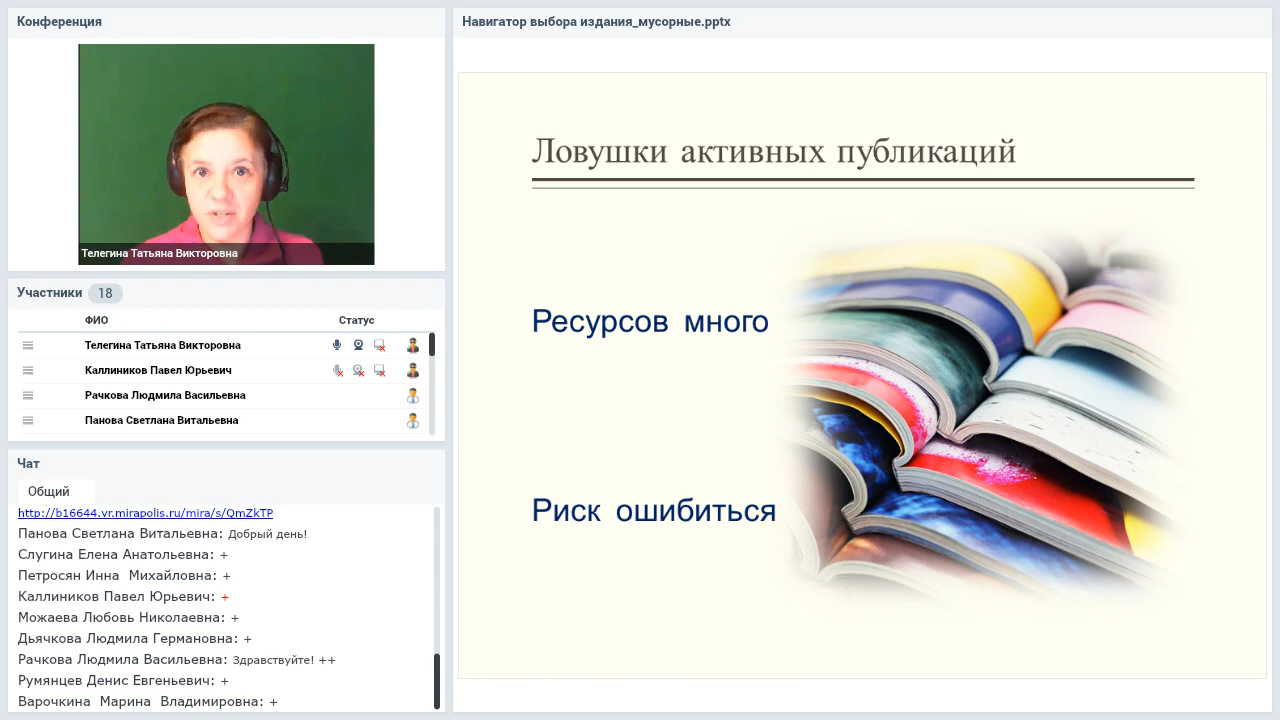 Конференция
Телегина Татьяна Викторовна
Участники 18
ФИО Статус
Телегина Татьяна Викторовна
Каллиников Павел Юрьевич
Рачкова Людмила Васильевна
Панова Светлана Витальевна
Чат
Общий
http://b16644.vr.mirapolis.ru/mira/s/QmZkTP
Панова Светлана Витальевна: Добрый день!
Слугина Елена Анатольевна: +
Петросян Инна Михайловна: +
Каллиников Павел Юрьевич: +
Можаева Любовь Николаевна: +
Дьячкова Людмила Германовна: +
Рачкова Людмила Васильевна: Здравствуйте! ++
Румянцев Денис Евгеньевич: +
Варочкина Марина Владимировна: +
Навигатор выбора издания_мусорные.pptx
Ловушки активных публикаций
Ресурсов много
Риск ошибиться